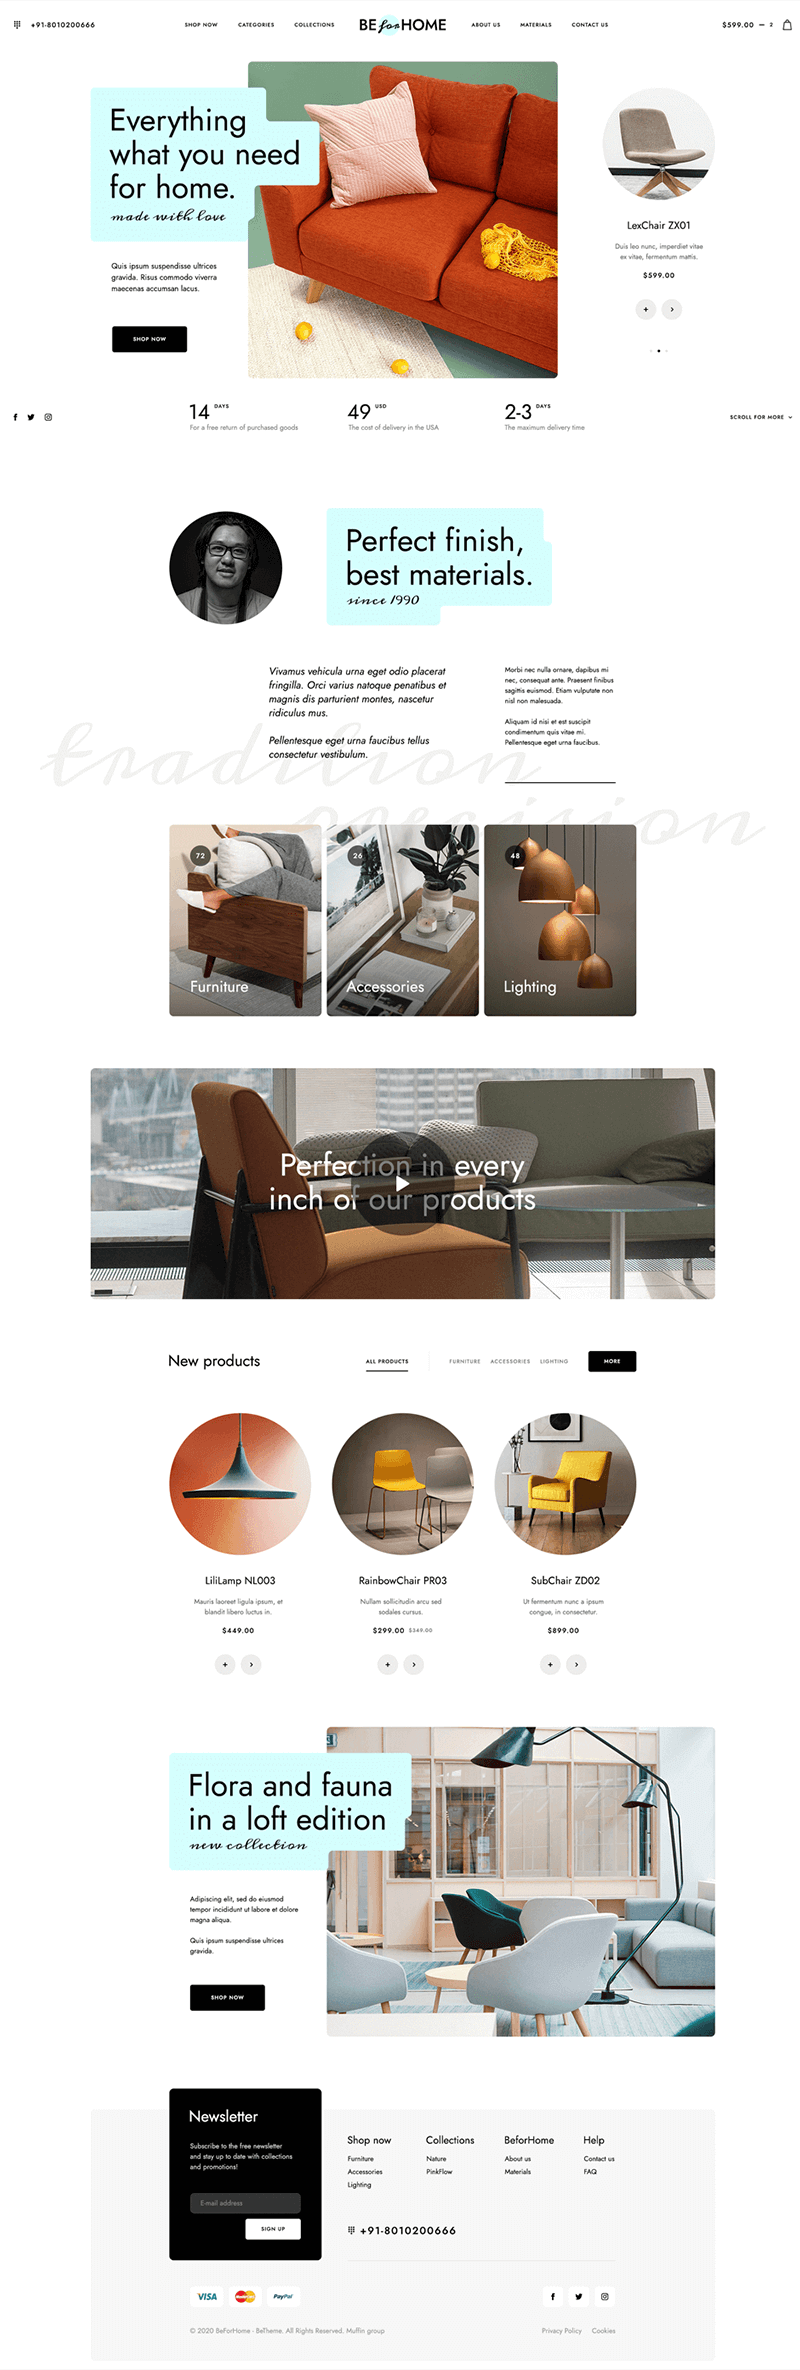 +91-8010200666
SHOP NOW
CATEGORIES
COLLECTIONS
BE for HOME
ABOUT US
MATERIALS
CONTACT US
$599.00 — 2
Everything
what you need
for home.
made with love
Quis ipsum suspendisse ultrices
gravida. Risus commodo viverra
maecenas accumsan lacus.
SHOP NOW
LexChair ZX01
Duis leo nunc, imperdiet vitae
ex vitae, fermentum mattis.
$599.00
14 DAYS
For a free return of purchased goods
49 USD
The cost of delivery in the USA
2-3 DAYS
The maximum delivery time
SCROLL FOR MORE
Perfect finish,
best materials.
since 1990
Vivamus vehicula urna eget odio placerat
fringilla. Orci varius natoque penatibus et
magnis dis parturient montes, nascetur
ridiculus mus.
Pellentesque eget urna faucibus tellus
consectetur vestibulum.
Morbi nec nulla ornare, dapibus mi
nec, consequat ante. Praesent finibus
sagittis euismod. Etiam vulputate non
nisl non malesuada.
Aliquam id nisi et est suscipit
condimentum quis vitae mi.
Pellentesque eget urna faucibus.
tradition
precision
72
Furniture
26
Accessories
48
Lighting
Perfection in every
inch of our products
New products
ALL PRODUCTS
FURNITURE
ACCESSORIES
LIGHTING
MORE
LiliLamp NL003
Mauris laoreet ligula ipsum, et
blandit libero luctus in.
$449.00
RainbowChair PR03
Nullam sollicitudin arcu sed
sodales cursus.
$299.00 $349.00
SubChair ZD02
Ut fermentum nunc a ipsum
congue, in consectetur.
$899.00
Flora and fauna
in a loft edition
new collection
Adipiscing elit, sed do eiusmod
tempor incididunt ut labore et dolore
magna aliqua.
Quis ipsum suspendisse ultrices
gravida.
SHOP NOW
Newsletter
Subscribe to the free newsletter
and stay up to date with collections
and promotions!
E-mail address
SIGN UP
Shop now
Furniture
Accessories
Lighting
Collections
Nature
PinkFlow
BeforHome
About us
Materials
Help
Contact us
FAQ
+91-8010200666
VISA
MasterCard
PayPal
© 2020 BeForHome - BeTheme. All Rights Reserved. Muffin group
Privacy Policy
Cookies